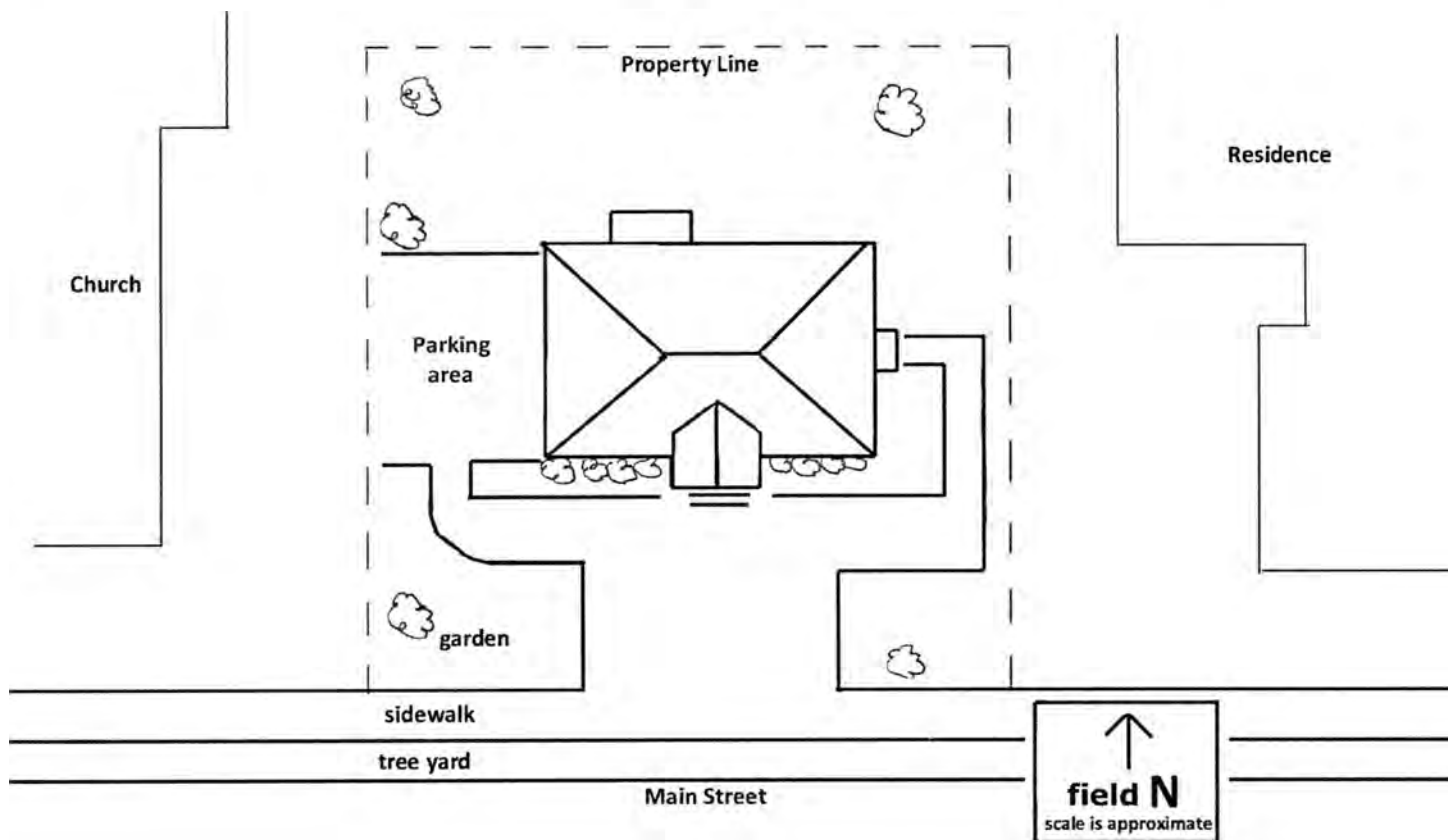 Property Line
Residence
Church
Parking
area
garden
sidewalk
tree yard
Main Street
field N
scale is approximate